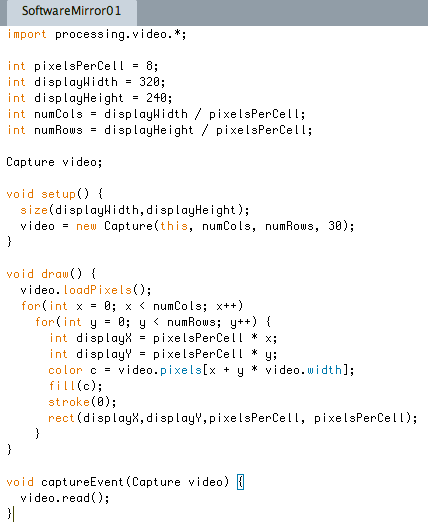 SoftwareMirror01
import processing.video.*;
int pixelsPerCell = 8;
int displayWidth = 320;
int displayHeight = 240;
int numCols = displayWidth / pixelsPerCell;
int numRows = displayHeight / pixelsPerCell;
Capture video;
void setup() {
  size(displayWidth,displayHeight);
  video = new Capture(this, numCols, numRows, 30);
}
void draw() {
  video.loadPixels();
  for(int x = 0; x < numCols; x++)
    for(int y = 0; y < numRows; y++) {
      int displayX = pixelsPerCell * x;
      int displayY = pixelsPerCell * y;
      color c = video.pixels[x + y * video.width];
      fill(c);
      stroke(0);
      rect(displayX,displayY,pixelsPerCell, pixelsPerCell);
    }
}
void captureEvent(Capture video) {
  video.read();
}